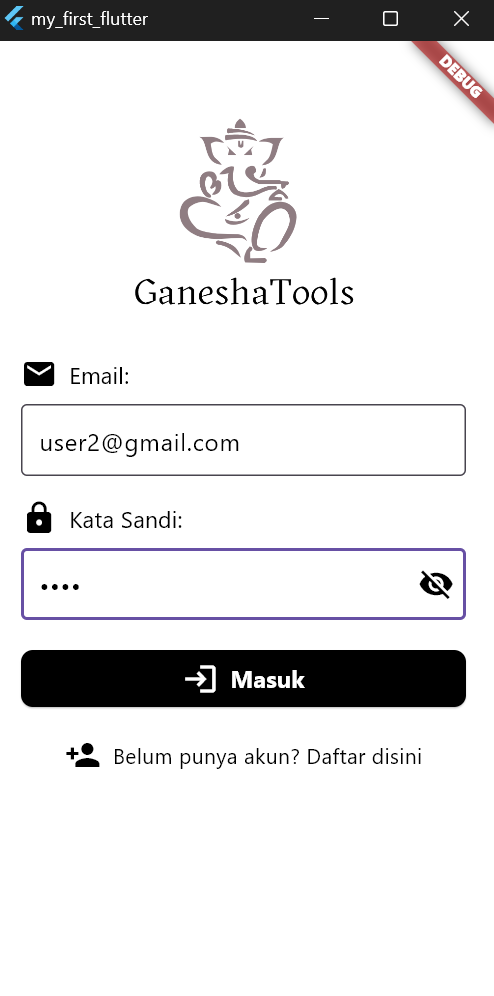 my_first_flutter
DEBUG
GaneshaTools
Email:
user2@gmail.com
Kata Sandi:
••••
Masuk
Belum punya akun? Daftar disini